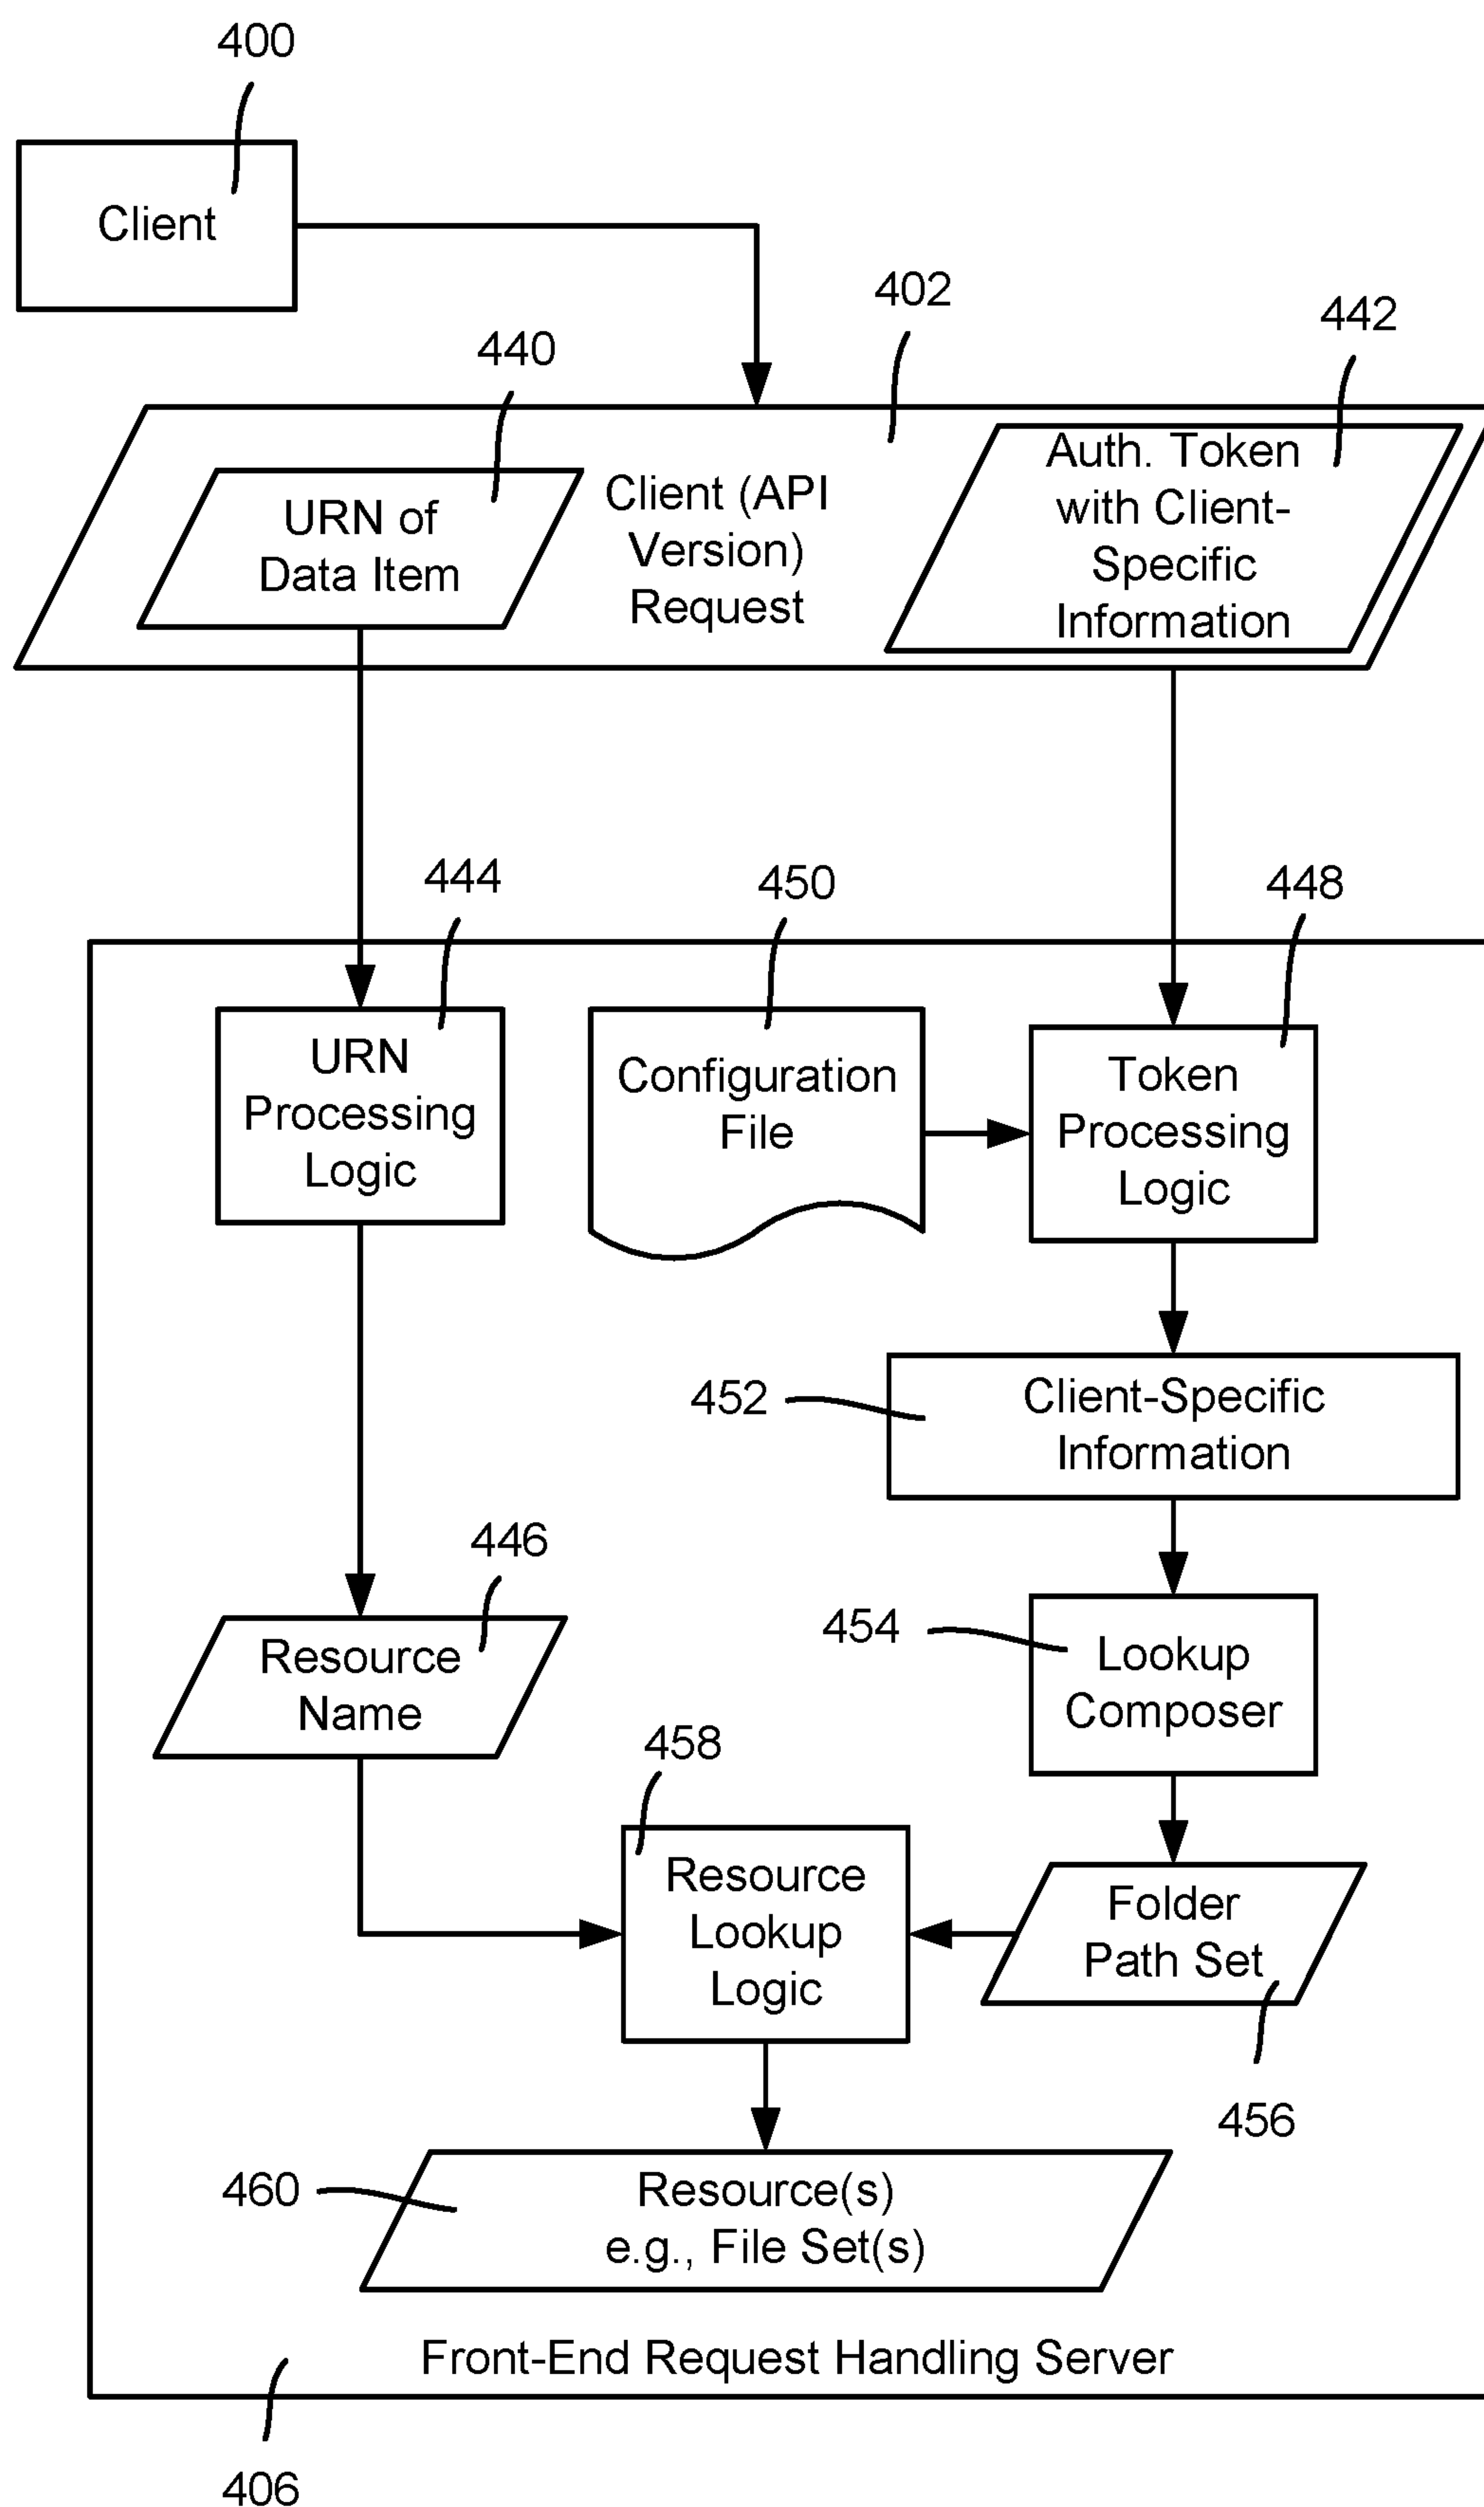 400
Client
402
442
440
Auth. Token
with Client-
Specific
Information
Client (API
Version)
Request
URN of
Data Item
444
450
448
URN
Processing
Logic
Configuration
File
Token
Processing
Logic
452
Client-Specific
Information
446
454
Resource
Name
Lookup
Composer
458
Resource
Lookup
Logic
Folder
Path Set
456
460
Resource(s)
e.g., File Set(s)
Front-End Request Handling Server
406